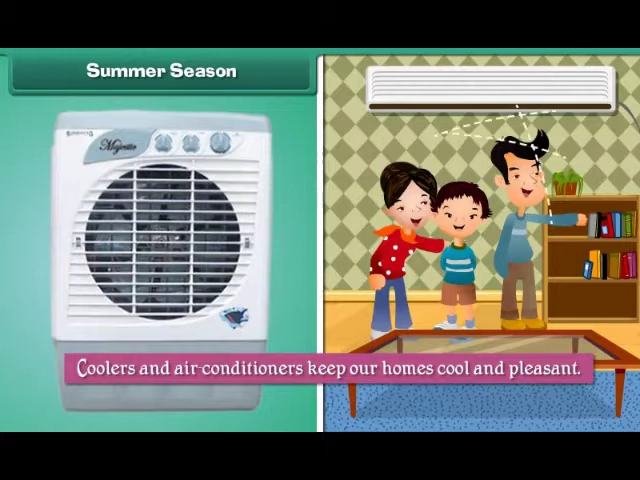 Summer Season
Majestic
Coolers and air-conditioners keep our homes cool and pleasant.